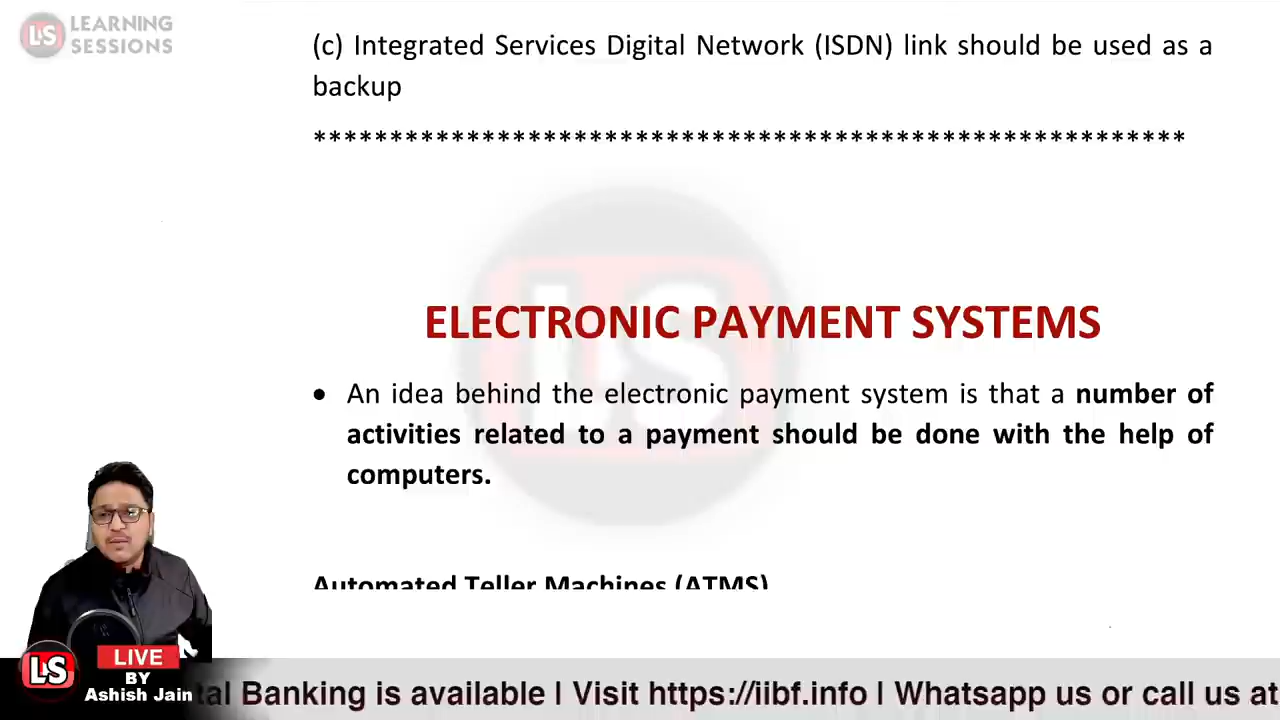 LS LEARNING
SESSIONS
(c) Integrated Services Digital Network (ISDN) link should be used as a
backup
*********************************************************
ELECTRONIC PAYMENT SYSTEMS
• An idea behind the electronic payment system is that a number of
activities related to a payment should be done with the help of
computers.
Automated Teller Machines (ATMS)
LS
LIVE
BY
Ashish Jain
tal Banking is available | Visit https://iibf.info | Whatsapp us or call us at